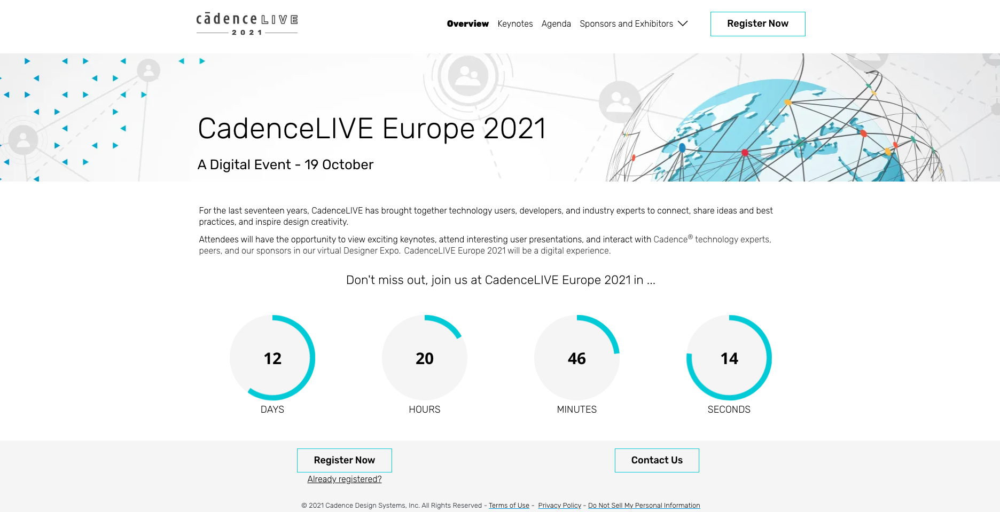 cādence LIVE
2021
Overview Keynotes Agenda Sponsors and Exhibitors Register Now
CadenceLIVE Europe 2021
A Digital Event - 19 October
For the last seventeen years, CadenceLIVE has brought together technology users, developers, and industry experts to connect, share ideas and best
practices, and inspire design creativity.
Attendees will have the opportunity to view exciting keynotes, attend interesting user presentations, and interact with Cadence® technology experts,
peers, and our sponsors in our virtual Designer Expo. CadenceLIVE Europe 2021 will be a digital experience.
Don't miss out, join us at CadenceLIVE Europe 2021 in ...
12 20 46 14
DAYS HOURS MINUTES SECONDS
Register Now Contact Us
Already registered?
© 2021 Cadence Design Systems, Inc. All Rights Reserved - Terms of Use - Privacy Policy - Do Not Sell My Personal Information